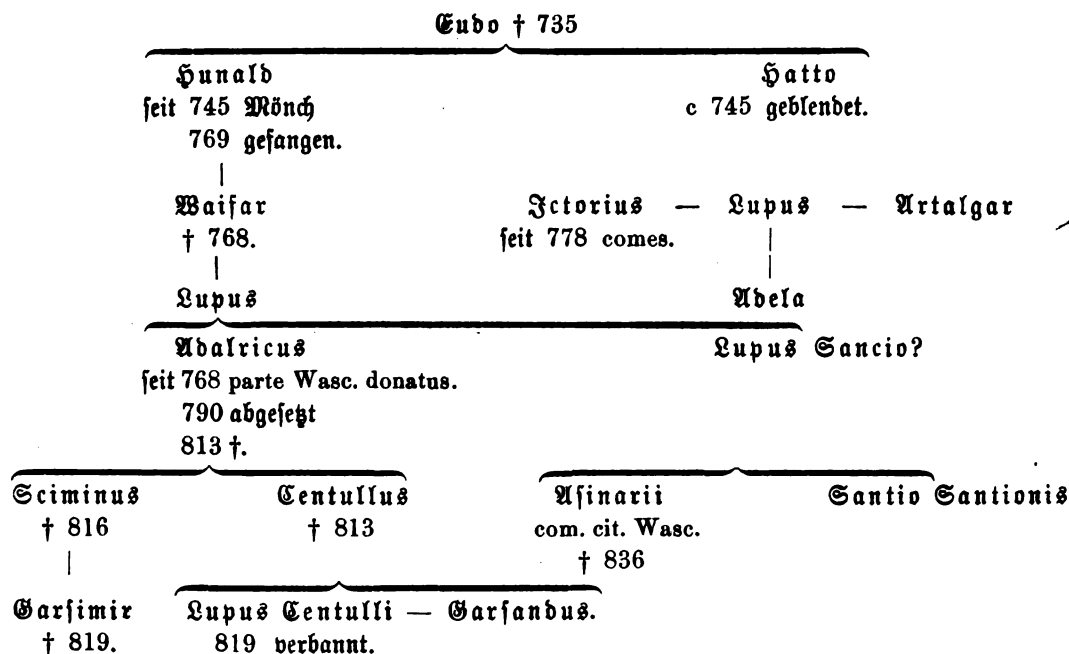 Eudo † 735
Hunald Hatto
seit 745 Mönch c 745 geblendet.
769 gefangen.
Waifar Ictorius — Lupus — Artalgar
† 768. seit 778 comes.
Lupus Adela
Adalricus Lupus Sancio?
seit 768 parte Wasc. donatus.
790 abgesetzt
813 †.
Sciminus Centullus Asinarii Santio Santionis
† 816 † 813 com. cit. Wasc.
† 836
Garsimir Lupus Centulli — Garsandus.
† 819. 819 verbannt.